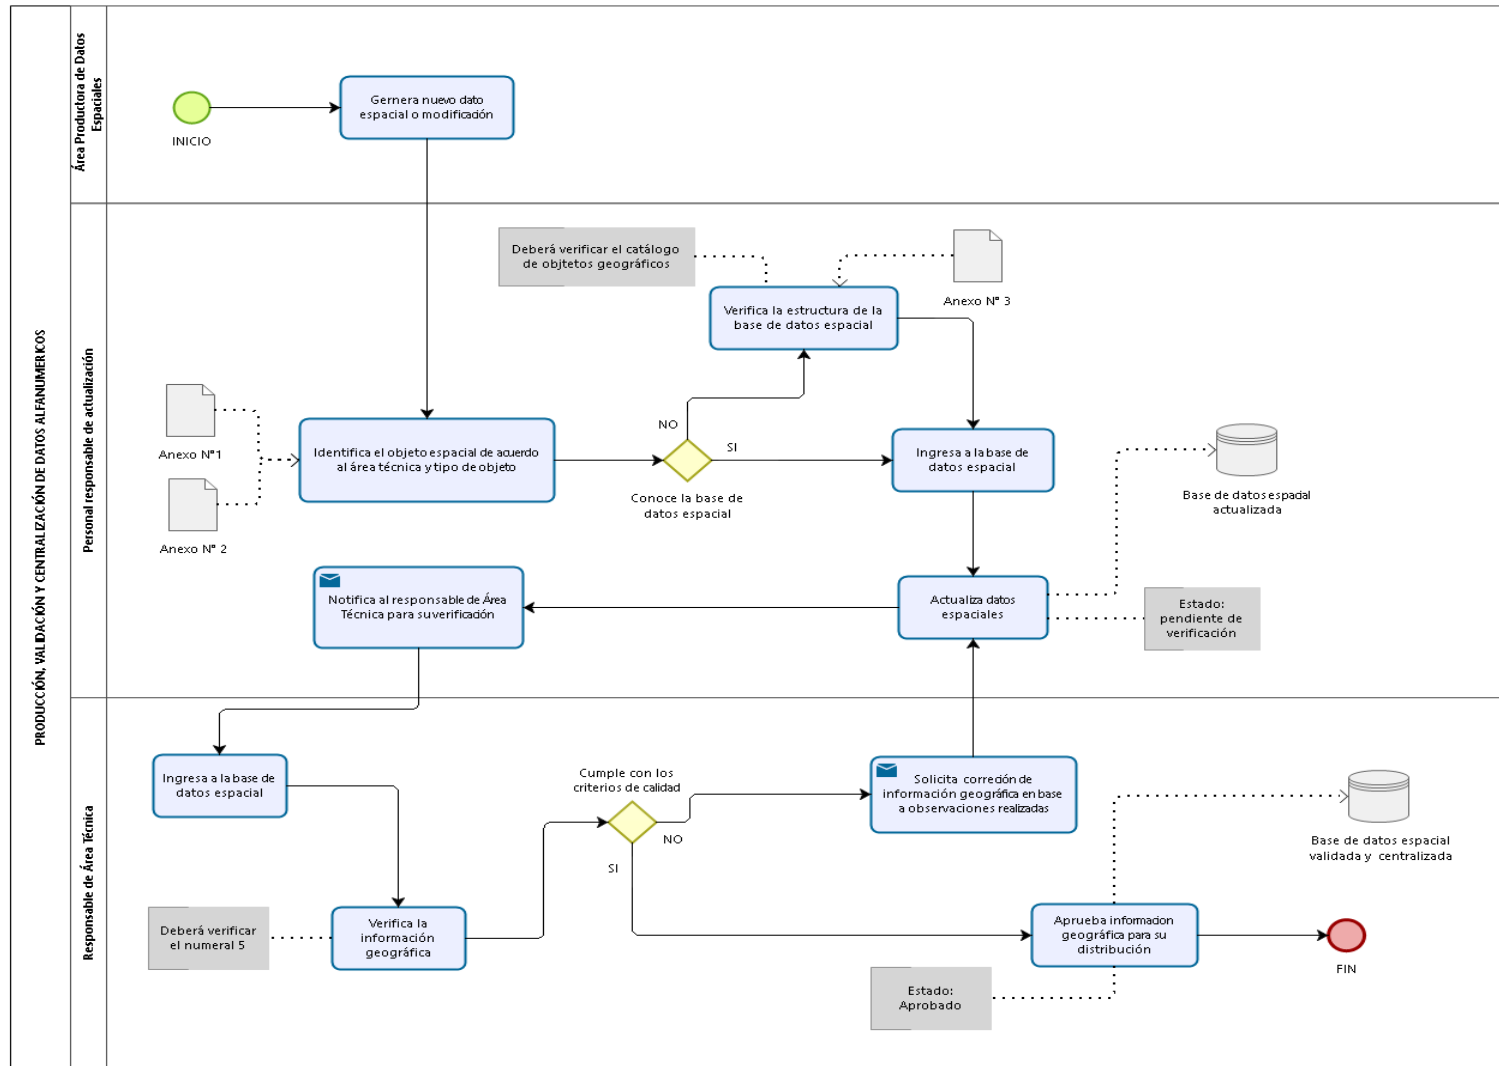 PRODUCCIÓN, VALIDACIÓN Y CENTRALIZACIÓN DE DATOS ALFANUMERICOS
Área Productora de Datos
Espaciales
INICIO
Gernera nuevo dato
espacial o modificación
Personal responsable de actualización
Deberá verificar el catálogo
de objtetos geográficos
Anexo N° 3
Verifica la estructura de la
base de datos espacial
Anexo N°1
Anexo N° 2
Identifica el objeto espacial de acuerdo
al área técnica y tipo de objeto
NO
SI
Conoce la base de
datos espacial
Ingresa a la base de
datos espacial
Base de datos espacial
actualizada
Notifica al responsable de Área
Técnica para su verificación
Actualiza datos
espaciales
Estado:
pendiente de
verificación
Responsable de Área Técnica
Ingresa a la base de
datos espacial
Cumple con los
criterios de calidad
NO
SI
Solicita correción de
información geográfica en base
a observaciones realizadas
Base de datos espacial
validada y centralizada
Deberá verificar
el numeral 5
Verifica la
información
geográfica
Aprueba informacion
geográfica para su
distribución
FIN
Estado:
Aprobado